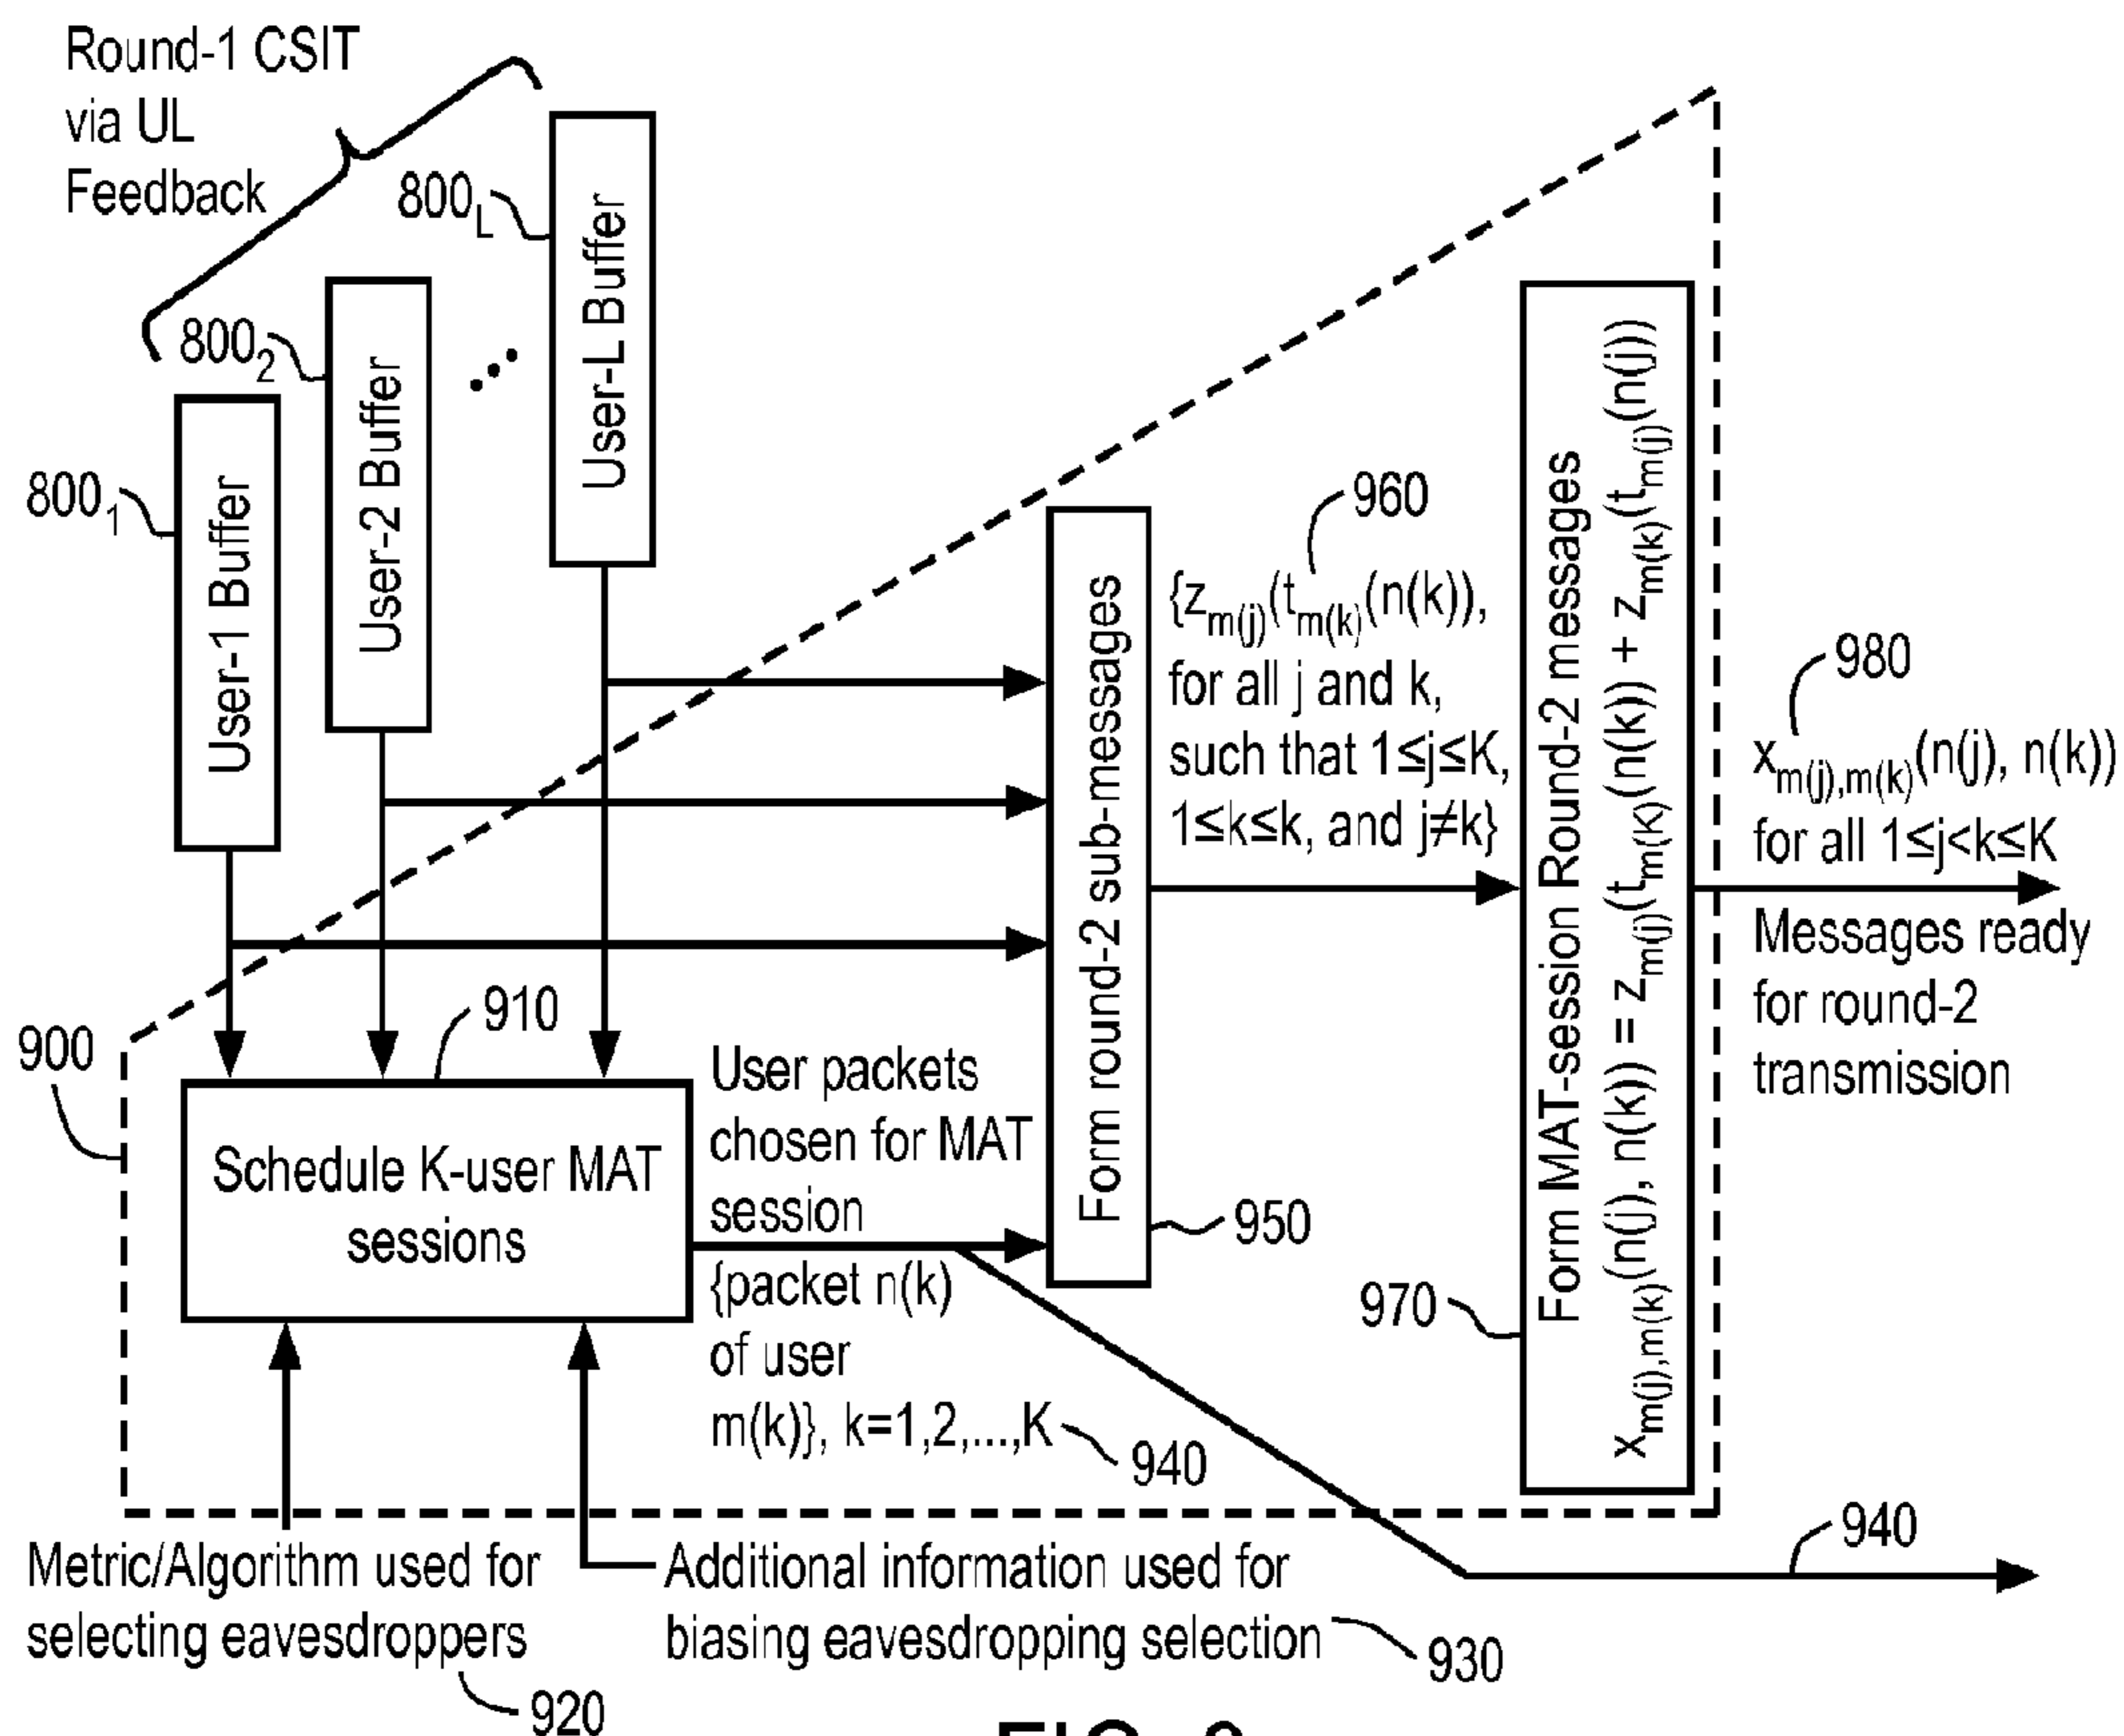 Round-1 CSIT
via UL
Feedback
800L
8002
8001
User-1 Buffer
User-2 Buffer
User-L Buffer
960
{zm(j)(tm(k)(n(k)),
for all j and k,
such that 1≤j≤K,
1≤k≤k, and j≠k}
980
xm(j),m(k)(n(j), n(k))
for all 1≤j<k≤K
Messages ready
for round-2
transmission
Form round-2 sub-messages
950
Form MAT-session Round-2 messages
xm(j),m(k)(n(j), n(k)) = zm(j)(tm(K)(n(k)) + zm(k)(tm(j)(n(j))
970
900
910
Schedule K-user MAT
sessions
User packets
chosen for MAT
session
{packet n(k)
of user
m(k)}, k=1,2,...,K
940
940
Metric/Algorithm used for
selecting eavesdroppers
920
Additional information used for
biasing eavesdropping selection
930